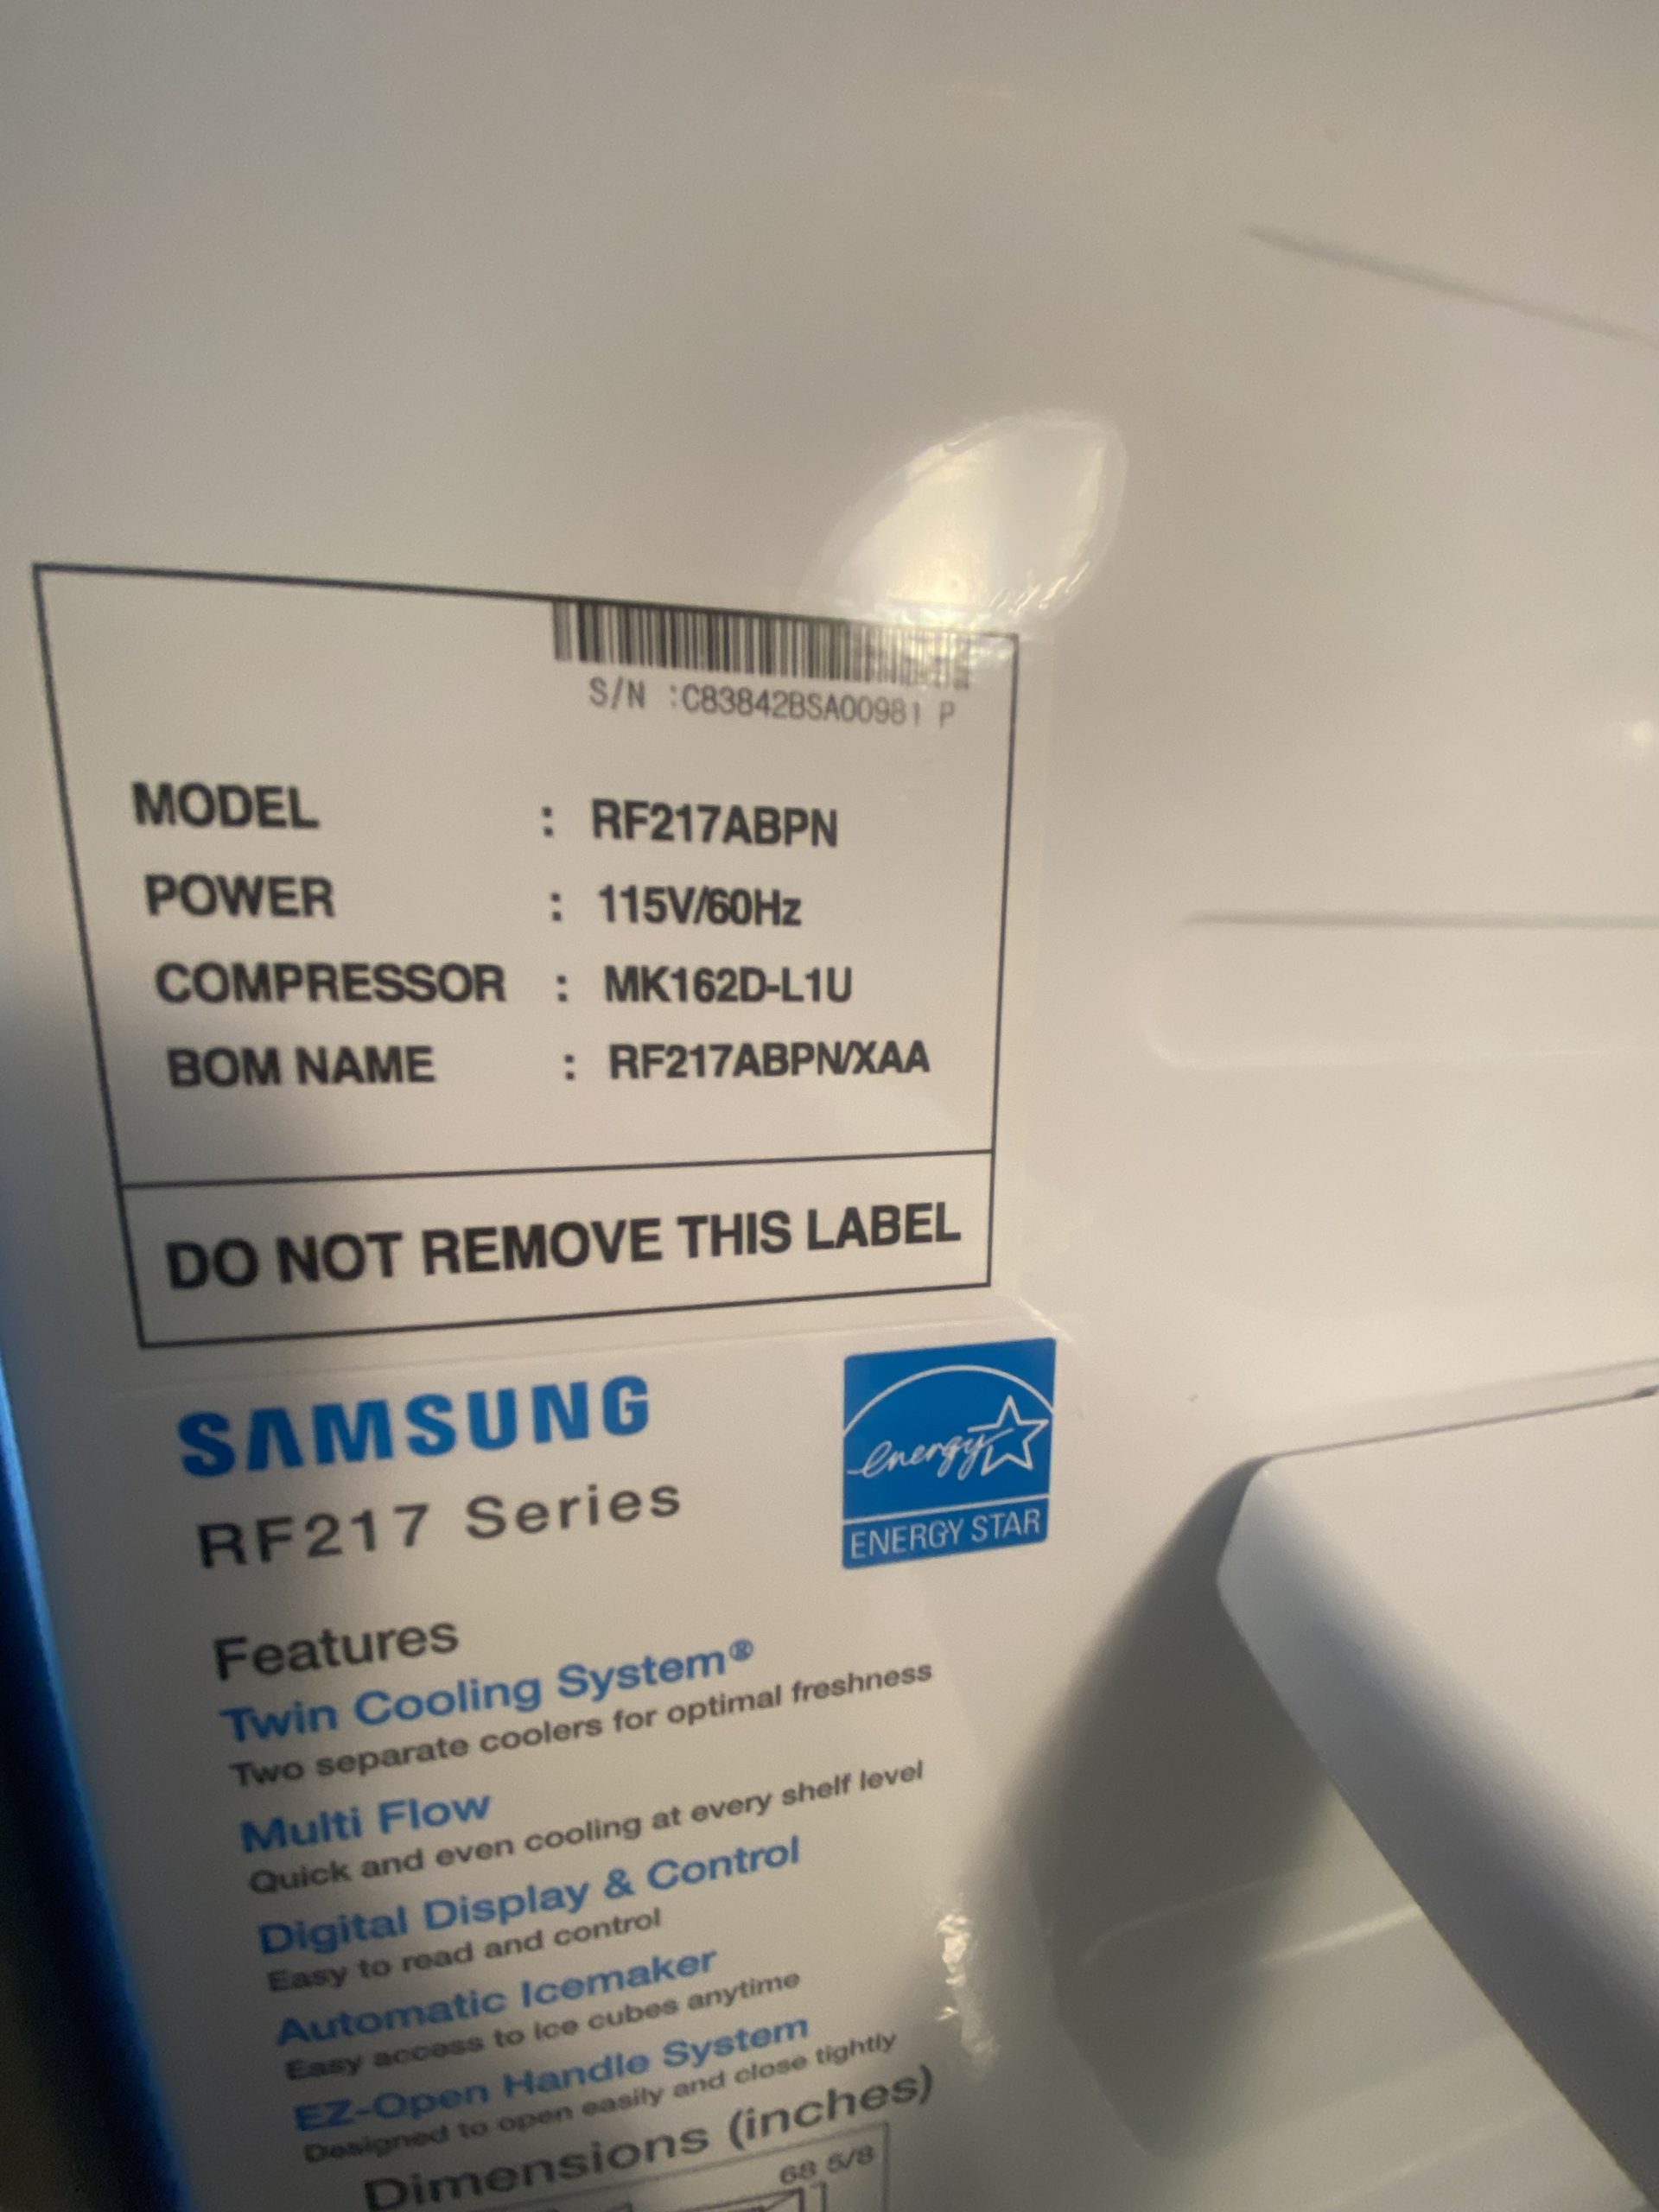 S/N :C83842BSA00981 P
MODEL : RF217ABPN
POWER : 115V/60Hz
COMPRESSOR : MK162D-L1U
BOM NAME : RF217ABPN/XAA
DO NOT REMOVE THIS LABEL
SAMSUNG
RF217 Series
energy
ENERGY STAR
Features
Twin Cooling System®
Two separate coolers for optimal freshness
Multi Flow
Quick and even cooling at every shelf level
Digital Display & Control
Easy to read and control
Automatic Icemaker
Easy access to ice cubes anytime
EZ-Open Handle System
Designed to open easily and close tightly
Dimensions (inches)
68 5/8